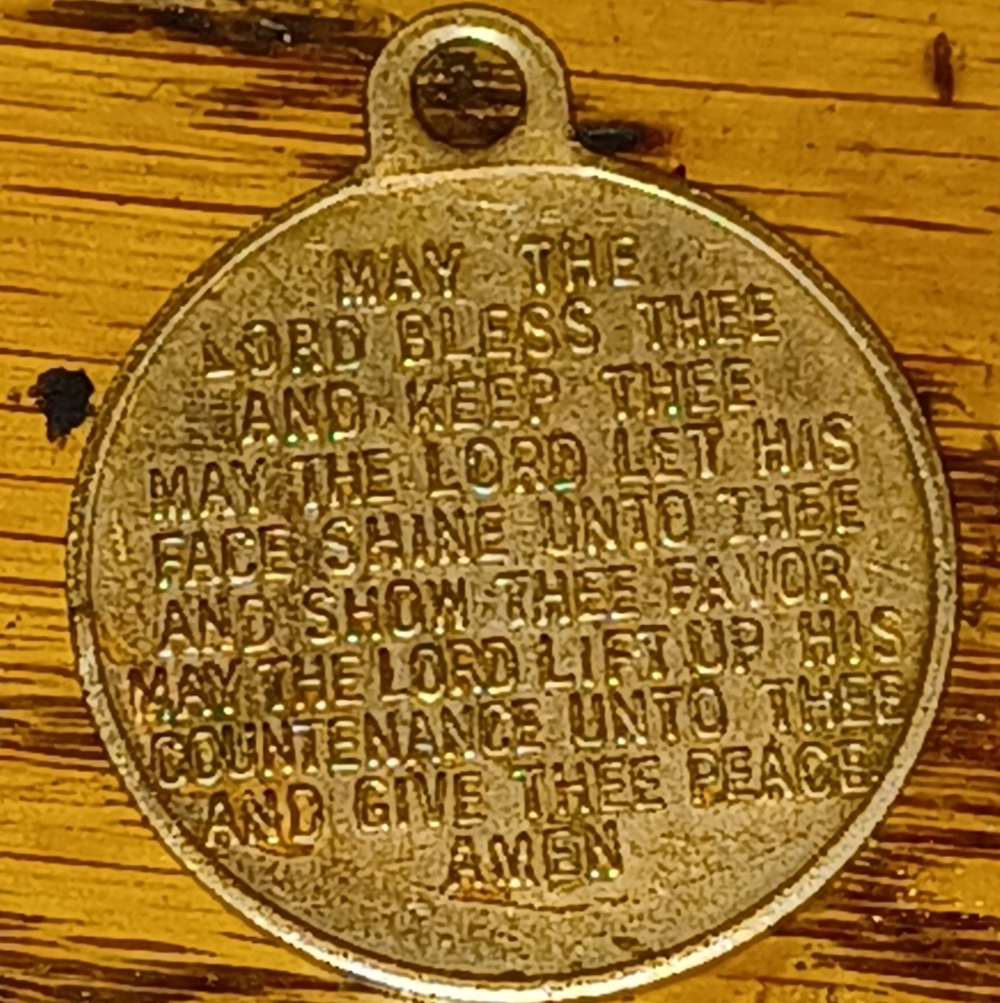 MAY THE
LORD BLESS THEE
AND KEEP THEE
MAY THE LORD LET HIS
FACE SHINE UNTO THEE
AND SHOW THEE FAVOR
MAY THE LORD LIFT UP HIS
COUNTENANCE UNTO THEE
AND GIVE THEE PEACE
AMEN